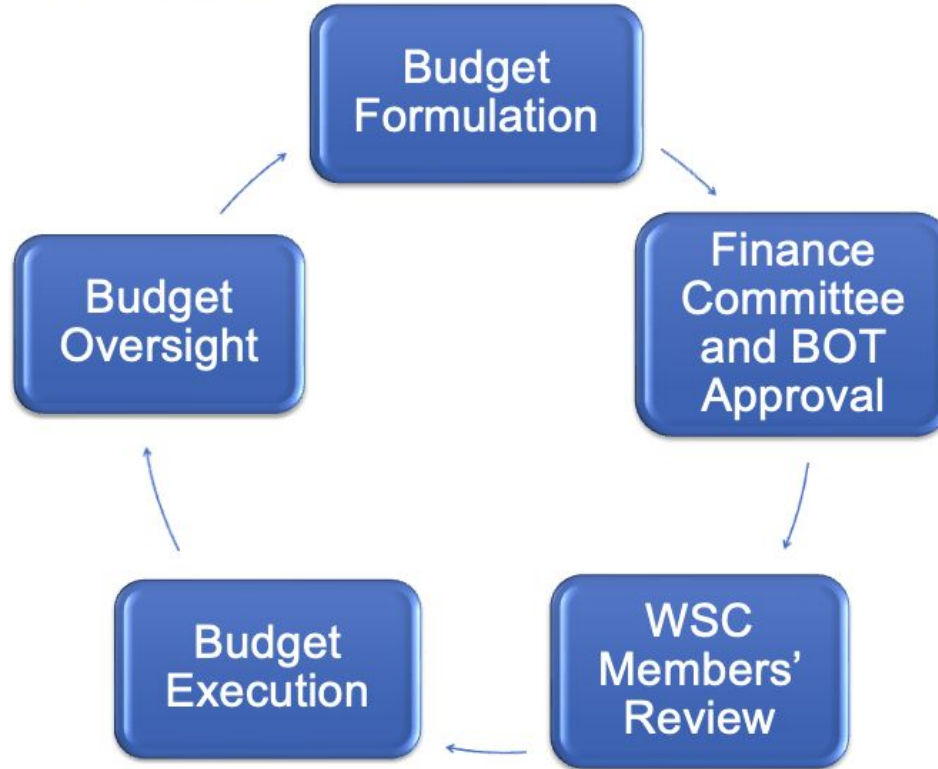 Budget
Formulation
Finance
Committee
and BOT
Approval
WSC
Members’
Review
Budget
Execution
Budget
Oversight